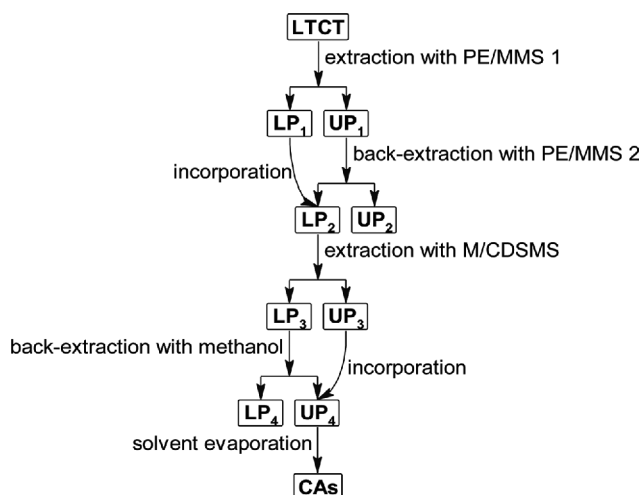 LTCT
extraction with PE/MMS 1
LP₁ UP₁
back-extraction with PE/MMS 2
incorporation
LP₂ UP₂
extraction with M/CDSMS
LP₃ UP₃
back-extraction with methanol
incorporation
LP₄ UP₄
solvent evaporation
CAs